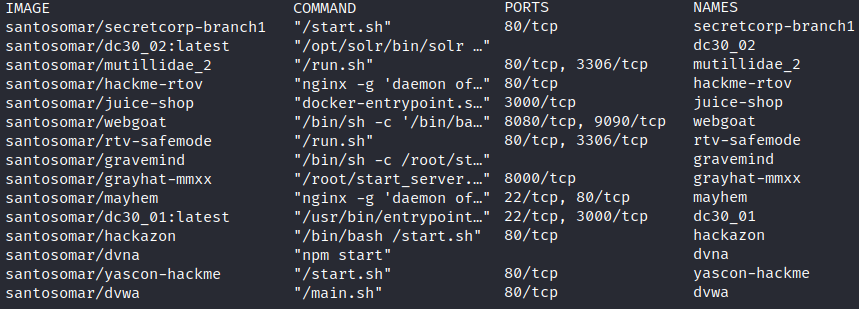 IMAGE COMMAND PORTS NAMES
santosomar/secretcorp-branch1 "/start.sh" 80/tcp secretcorp-branch1
santosomar/dc30_02:latest "/opt/solr/bin/solr …" dc30_02
santosomar/mutillidae_2 "/run.sh" 80/tcp, 3306/tcp mutillidae_2
santosomar/hackme-rtov "nginx -g 'daemon of…" 80/tcp hackme-rtov
santosomar/juice-shop "docker-entrypoint.s…" 3000/tcp juice-shop
santosomar/webgoat "/bin/sh -c '/bin/ba…" 8080/tcp, 9090/tcp webgoat
santosomar/rtv-safemode "/run.sh" 80/tcp, 3306/tcp rtv-safemode
santosomar/gravemind "/bin/sh -c /root/st…" gravemind
santosomar/grayhat-mmxx "/root/start_server.…" 8000/tcp grayhat-mmxx
santosomar/mayhem "nginx -g 'daemon of…" 22/tcp, 80/tcp mayhem
santosomar/dc30_01:latest "/usr/bin/entrypoint…" 22/tcp, 3000/tcp dc30_01
santosomar/hackazon "/bin/bash /start.sh" 80/tcp hackazon
santosomar/dvna "npm start" dvna
santosomar/yascon-hackme "/start.sh" 80/tcp yascon-hackme
santosomar/dvwa "/main.sh" 80/tcp dvwa